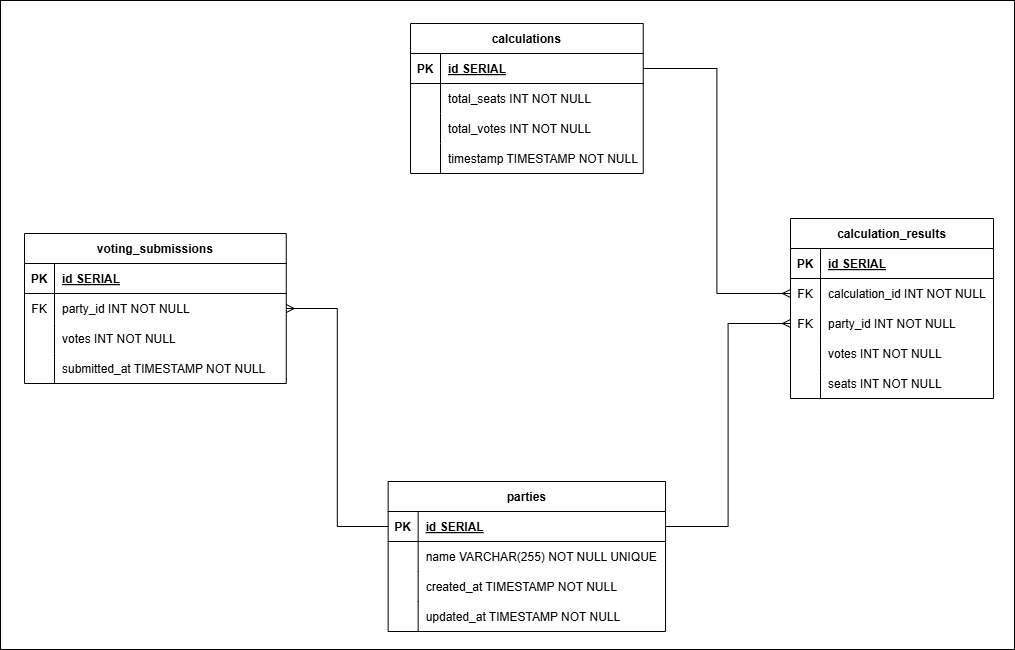 calculations
PK id SERIAL
total_seats INT NOT NULL
total_votes INT NOT NULL
timestamp TIMESTAMP NOT NULL
voting_submissions
PK id SERIAL
FK party_id INT NOT NULL
votes INT NOT NULL
submitted_at TIMESTAMP NOT NULL
calculation_results
PK id SERIAL
FK calculation_id INT NOT NULL
FK party_id INT NOT NULL
votes INT NOT NULL
seats INT NOT NULL
parties
PK id SERIAL
name VARCHAR(255) NOT NULL UNIQUE
created_at TIMESTAMP NOT NULL
updated_at TIMESTAMP NOT NULL